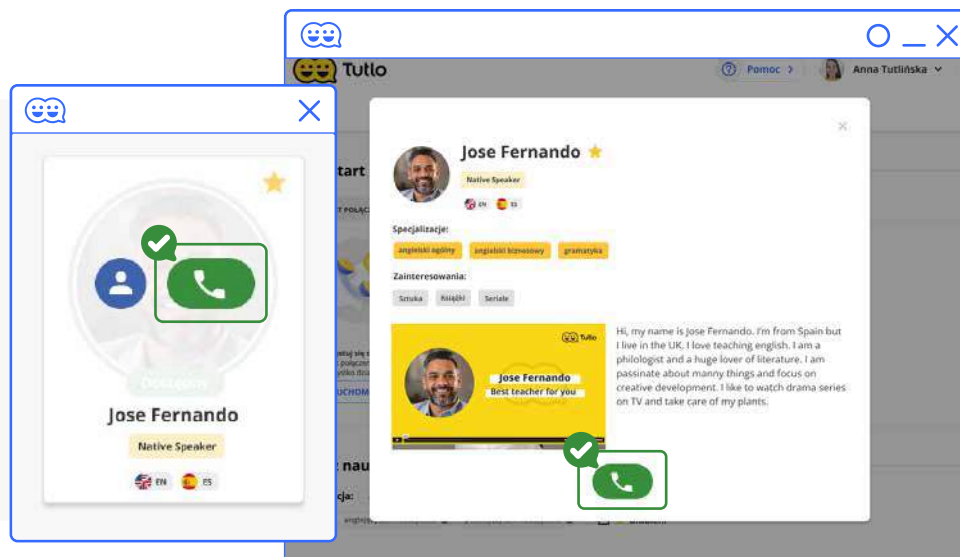 Tutlo
Pomoc >
Anna Tutlińska
Jose Fernando
Native Speaker
EN ES
tart
Specjalizacje:
angielski ogólny angielski biznesowy gramatyka
Zainteresowania:
Sztuka Książki Seriale
Tutlo
Jose Fernando
Best teacher for you
Hi, my name is Jose Fernando. I'm from Spain but
I live in the UK. I love teaching english. I am a
philologist and a huge lover of literature. I am
passinate about manny things and focus on
creative development. I like to watch drama series
on TV and take care of my plants.
UCHOM
nau
cja:
Dostępny
Jose Fernando
Native Speaker
EN ES